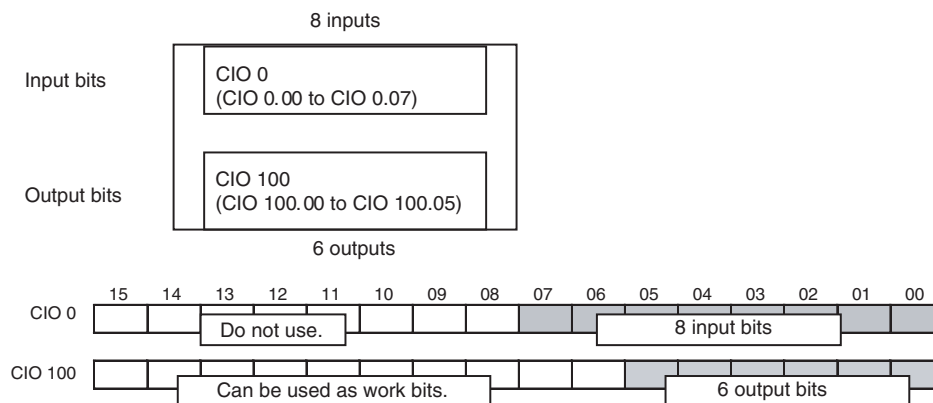 8 inputs
Input bits
CIO 0
(CIO 0.00 to CIO 0.07)
Output bits
CIO 100
(CIO 100.00 to CIO 100.05)
6 outputs
15 14 13 12 11 10 09 08 07 06 05 04 03 02 01 00
CIO 0
Do not use.
8 input bits
CIO 100
Can be used as work bits.
6 output bits